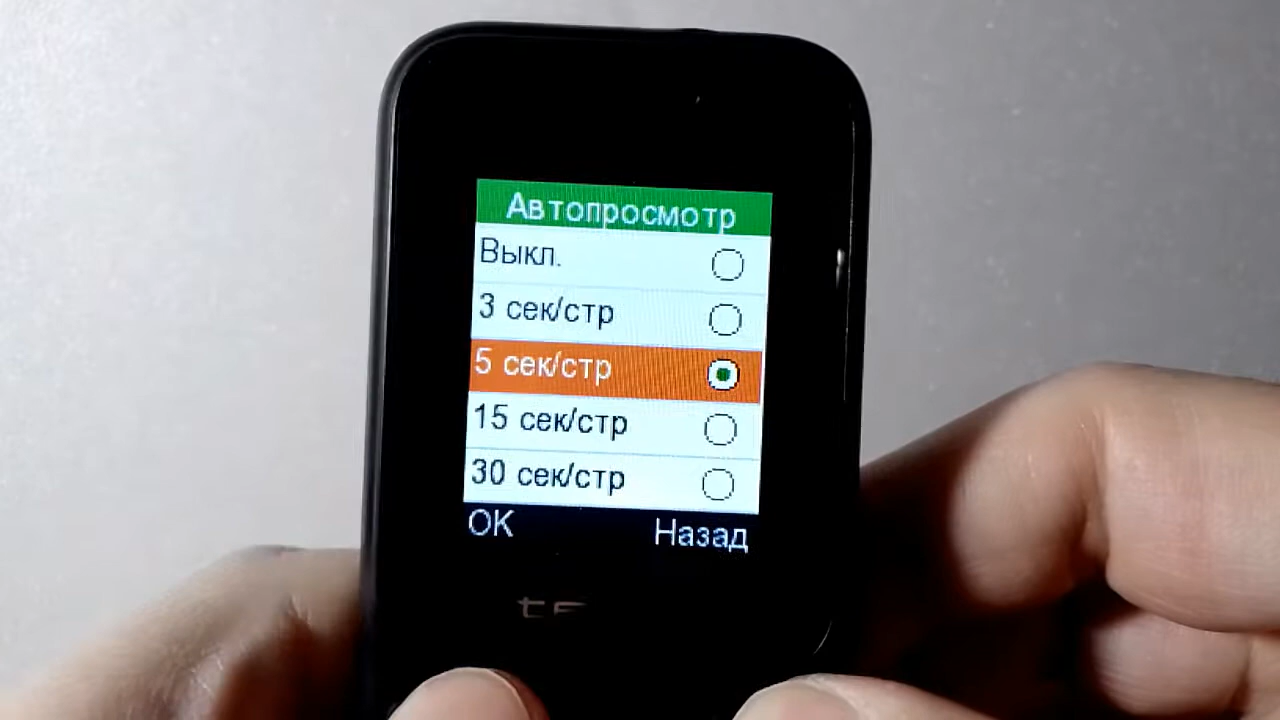 Автопросмотр
Выкл.
3 сек/стр
5 сек/стр
15 сек/стр
30 сек/стр
OK Назад